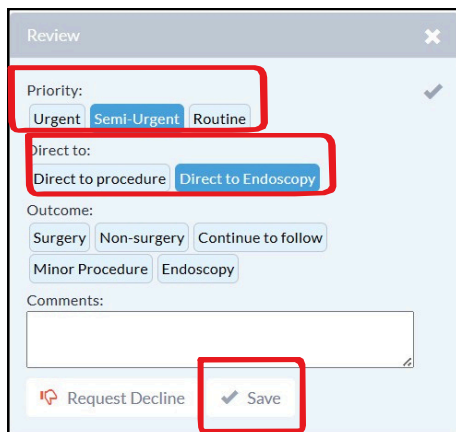 Review
Priority:
Urgent Semi-Urgent Routine
Direct to:
Direct to procedure Direct to Endoscopy
Outcome:
Surgery Non-surgery Continue to follow
Minor Procedure Endoscopy
Comments:
Request Decline Save